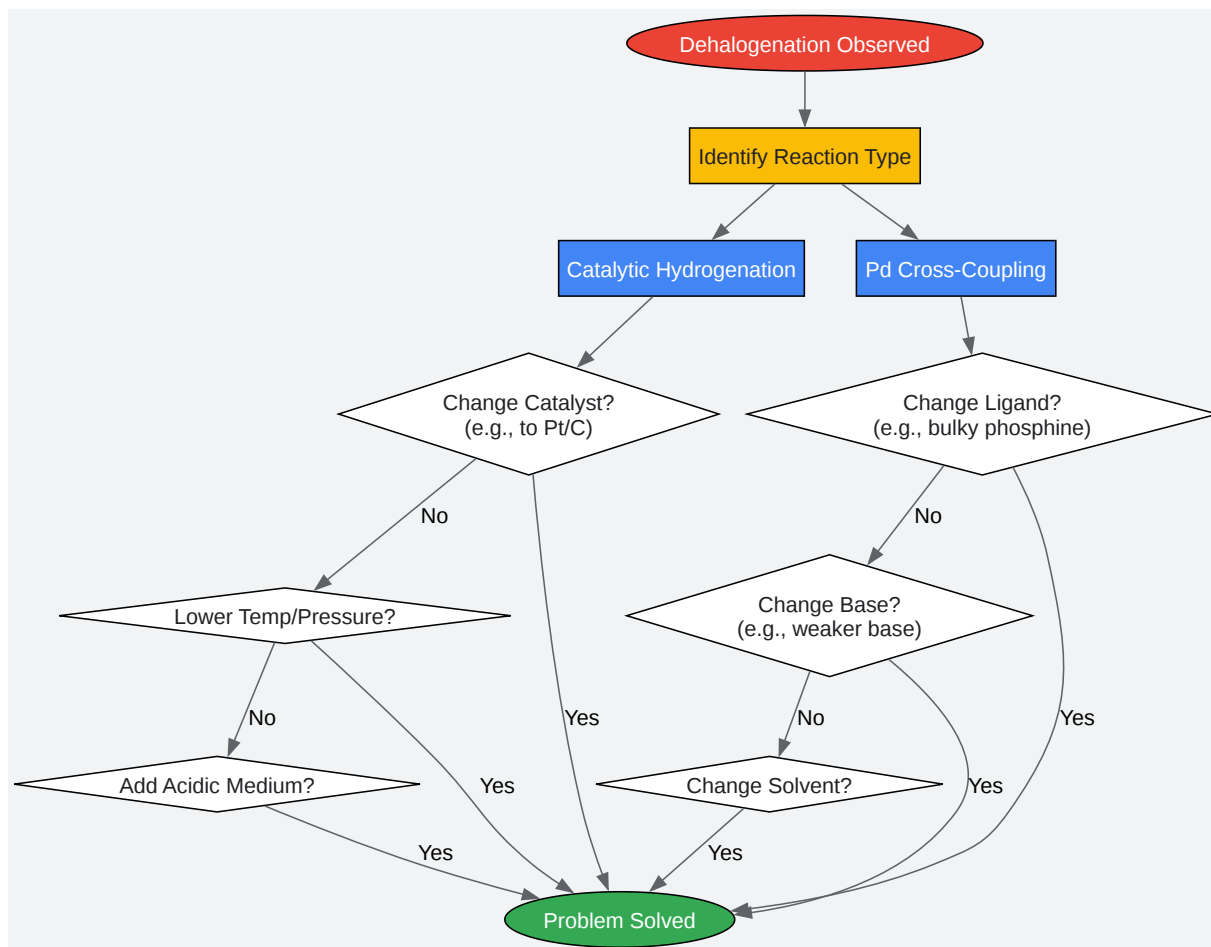 Dehalogenation Observed
Identify Reaction Type
Catalytic Hydrogenation
Pd Cross-Coupling
Change Catalyst?
(e.g., to Pt/C)
Change Ligand?
(e.g., bulky phosphine)
No
No
Lower Temp/Pressure?
Change Base?
(e.g., weaker base)
No
Yes
No
Yes
Add Acidic Medium?
Yes
Change Solvent?
Yes
Yes
Yes
Problem Solved